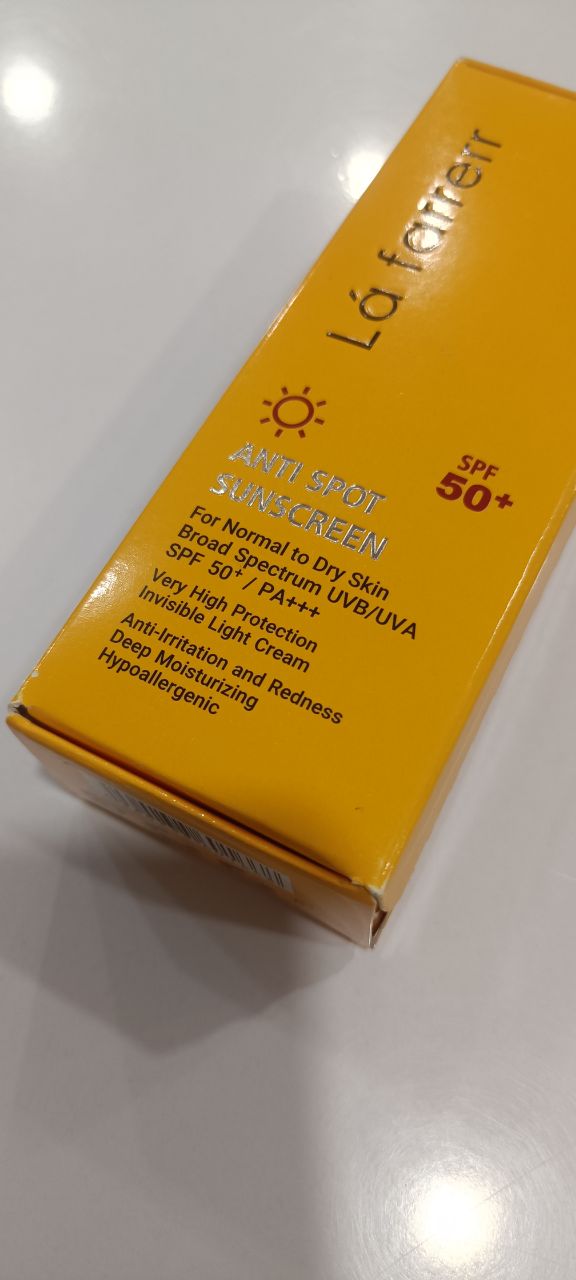 Lá farrerr
ANTI SPOT
SUNSCREEN
SPF
50+
For Normal to Dry Skin
Broad Spectrum UVB/UVA
SPF 50+ / PA+++
Very High Protection
Invisible Light Cream
Anti-Irritation and Redness
Deep Moisturizing
Hypoallergenic